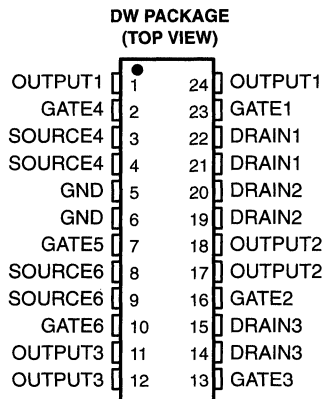 DW PACKAGE
(TOP VIEW)
OUTPUT1 1 24 OUTPUT1
GATE4 2 23 GATE1
SOURCE4 3 22 DRAIN1
SOURCE4 4 21 DRAIN1
GND 5 20 DRAIN2
GND 6 19 DRAIN2
GATE5 7 18 OUTPUT2
SOURCE6 8 17 OUTPUT2
SOURCE6 9 16 GATE2
GATE6 10 15 DRAIN3
OUTPUT3 11 14 DRAIN3
OUTPUT3 12 13 GATE3